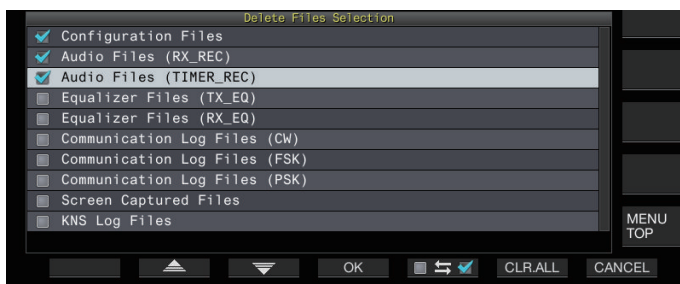 Delete Files Selection
Configuration Files
Audio Files (RX_REC)
Audio Files (TIMER_REC)
Equalizer Files (TX_EQ)
Equalizer Files (RX_EQ)
Communication Log Files (CW)
Communication Log Files (FSK)
Communication Log Files (PSK)
Screen Captured Files
KNS Log Files
MENU
TOP
OK
CLR.ALL
CANCEL